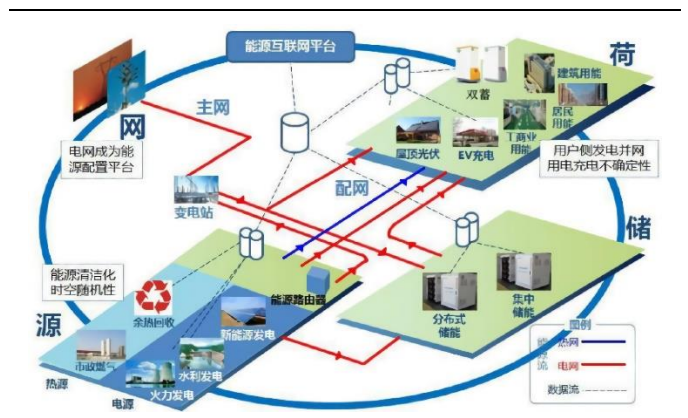 能源互联网平台
荷
建筑用能
双蓄
居民
用能
工商业
用能
屋顶光伏
EV充电
网
主网
电网成为能
源配置平台
用户侧发电并网
用电充电不确定性
配网
变电站
储
能源清洁化
时空随机性
余热回收
能源路由器
分布式
储能
集中
储能
源
新能源发电
市政燃气
水利发电
火力发电
热源
电源
图例
能源流
热网
电网
数据流